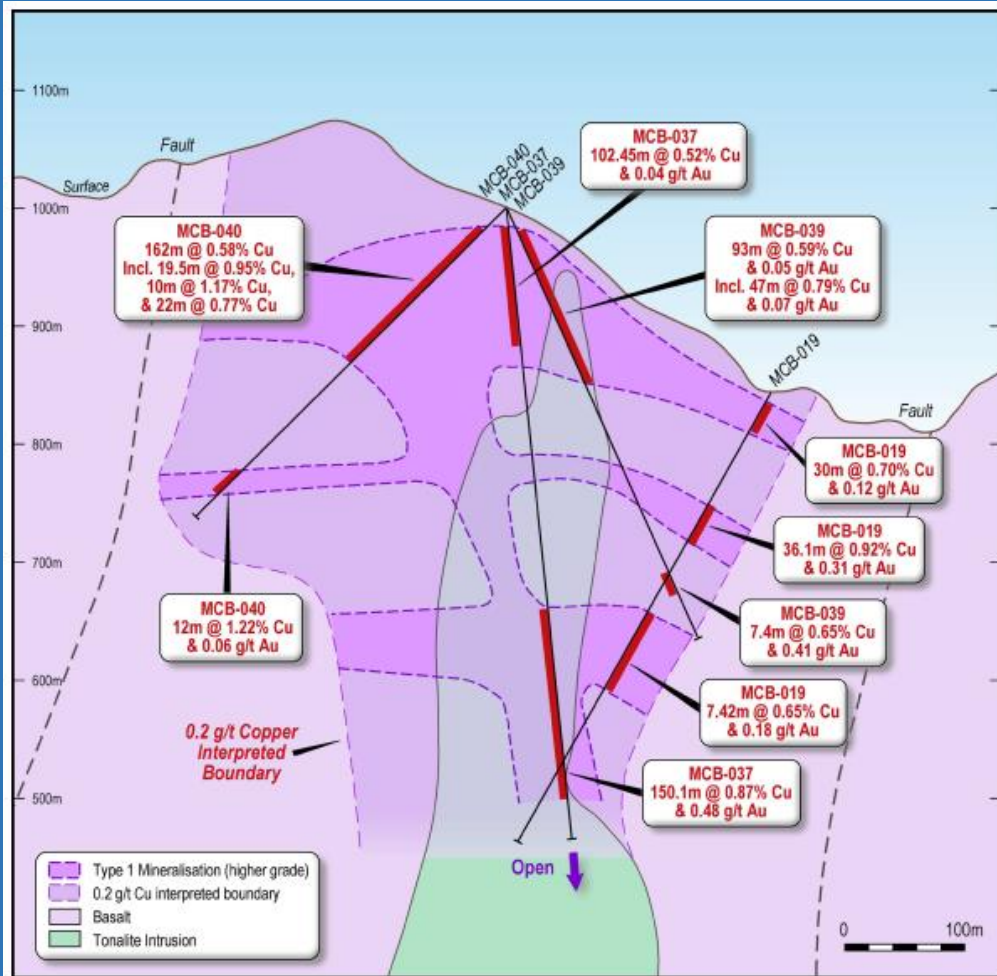 1100m
1000m
900m
800m
700m
600m
500m
Fault
Surface
MCB-040
MCB-037
MCB-039
MCB-037
102.45m @ 0.52% Cu
& 0.04 g/t Au
MCB-040
162m @ 0.58% Cu
Incl. 19.5m @ 0.95% Cu,
10m @ 1.17% Cu,
& 22m @ 0.77% Cu
MCB-039
93m @ 0.59% Cu
& 0.05 g/t Au
Incl. 47m @ 0.79% Cu
& 0.07 g/t Au
MCB-019
Fault
MCB-019
30m @ 0.70% Cu
& 0.12 g/t Au
MCB-019
36.1m @ 0.92% Cu
& 0.31 g/t Au
MCB-040
12m @ 1.22% Cu
& 0.06 g/t Au
MCB-039
7.4m @ 0.65% Cu
& 0.41 g/t Au
MCB-019
7.42m @ 0.65% Cu
& 0.18 g/t Au
0.2 g/t Copper
Interpreted
Boundary
MCB-037
150.1m @ 0.87% Cu
& 0.48 g/t Au
Open
Type 1 Mineralisation (higher grade)
0.2 g/t Cu interpreted boundary
Basalt
Tonalite Intrusion
0 100m